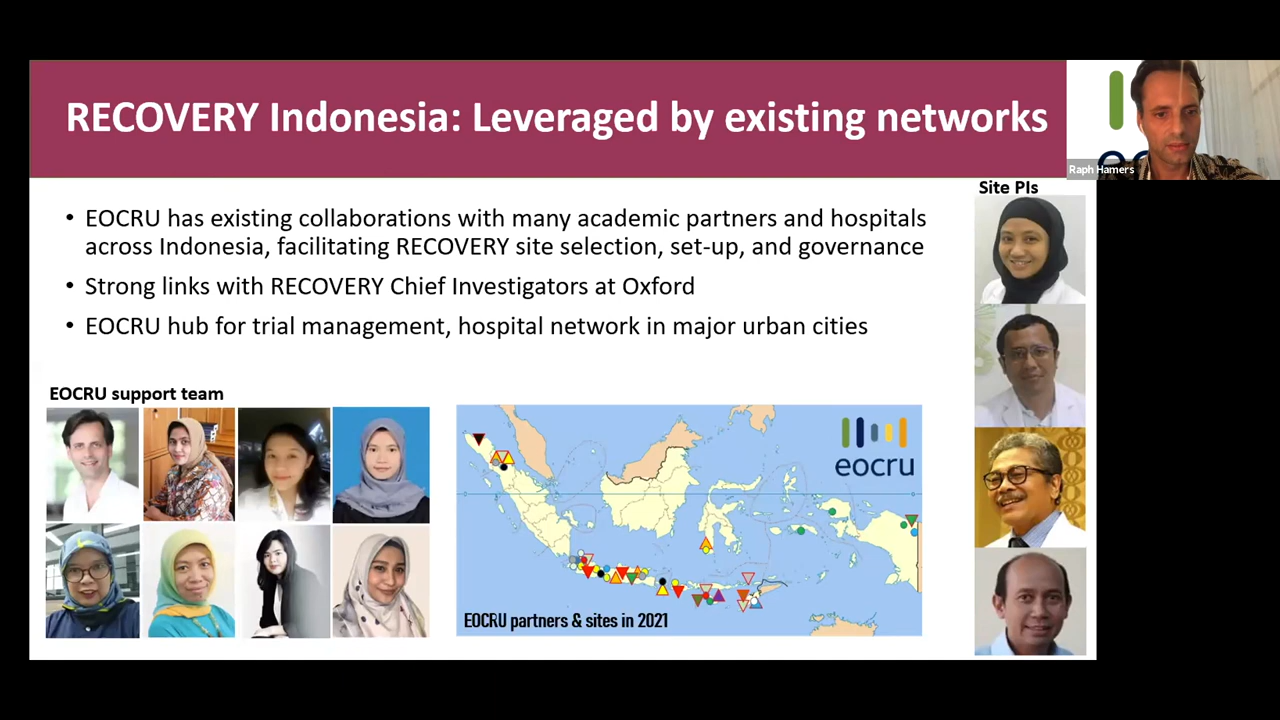 RECOVERY Indonesia: Leveraged by existing networks
Raph Hamers
• EOCRU has existing collaborations with many academic partners and hospitals
across Indonesia, facilitating RECOVERY site selection, set-up, and governance
• Strong links with RECOVERY Chief Investigators at Oxford
• EOCRU hub for trial management, hospital network in major urban cities
Site PIs
EOCRU support team
eocru
EOCRU partners & sites in 2021